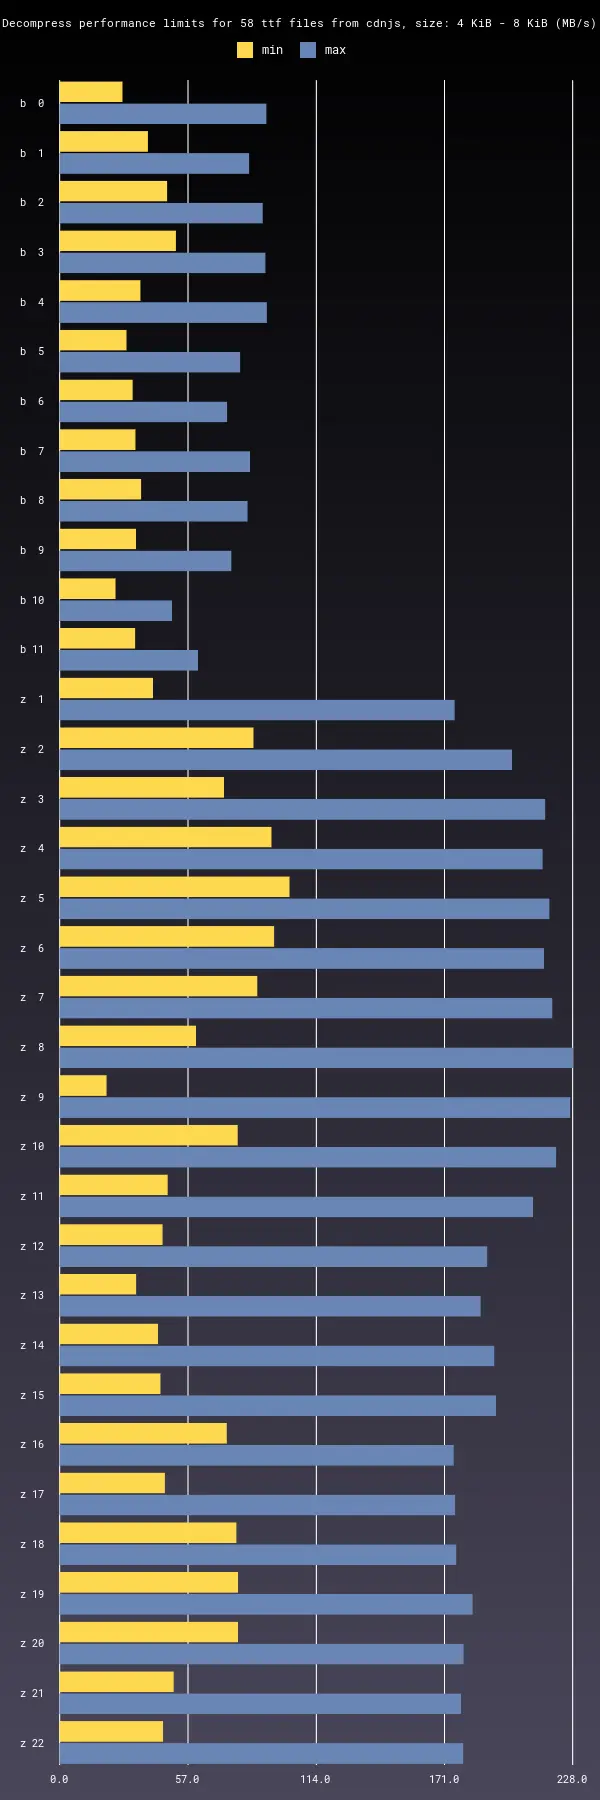 Decompress performance limits for 58 ttf files from cdnjs, size: 4 KiB - 8 KiB (MB/s)
min max
b 0
b 1
b 2
b 3
b 4
b 5
b 6
b 7
b 8
b 9
b 10
b 11
z 1
z 2
z 3
z 4
z 5
z 6
z 7
z 8
z 9
z 10
z 11
z 12
z 13
z 14
z 15
z 16
z 17
z 18
z 19
z 20
z 21
z 22
0.0 57.0 114.0 171.0 228.0